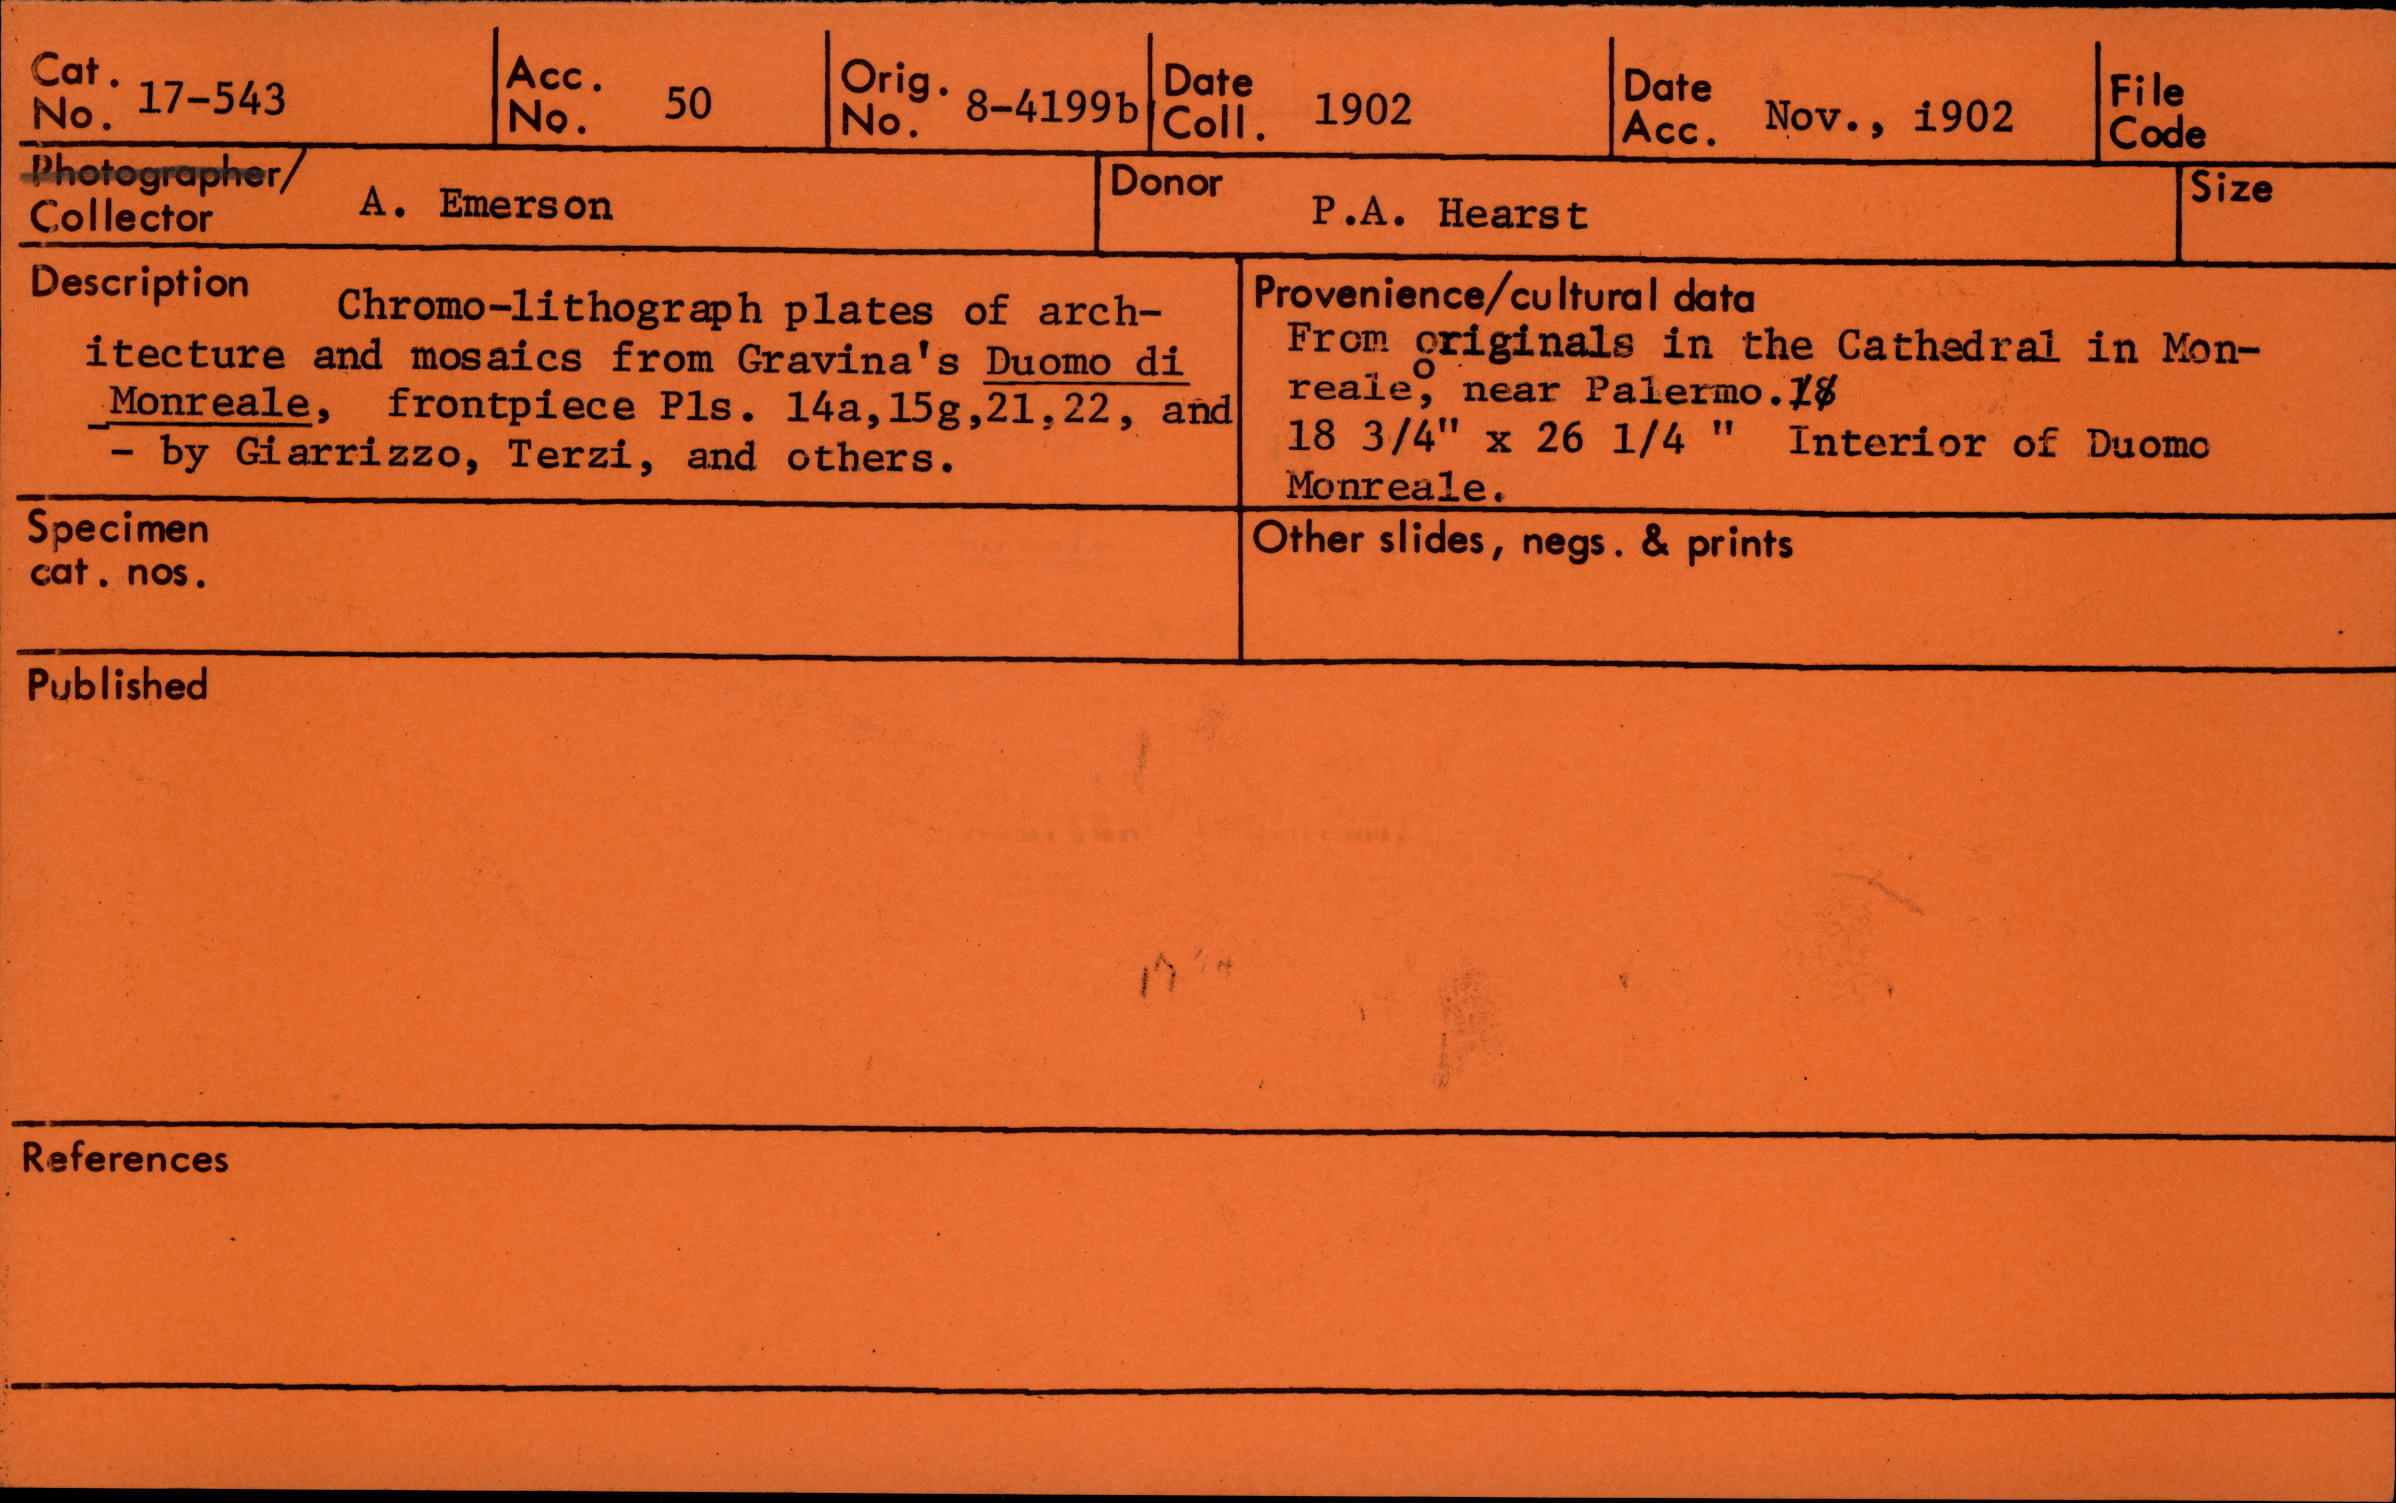 Cat. No. 17-543
Acc. No. 50
Orig. No. 8-4199b
Date Coll. 1902
Date Acc. Nov., i902
File Code
Photographer/
Collector A. Emerson
Donor P.A. Hearst
Size
Description Chromo-lithograph plates of arch-
itecture and mosaics from Gravina's Duomo di
Monreale, frontpiece Pls. 14a,15g,21,22, and
- by Giarrizzo, Terzi, and others.
Provenience/cultural data
From originals in the Cathedral in Mon-
reale, near Palermo.
18 3/4" x 26 1/4 " Interior of Duomo
Monreale.
Specimen
cat. nos.
Other slides, negs. & prints
Published
References